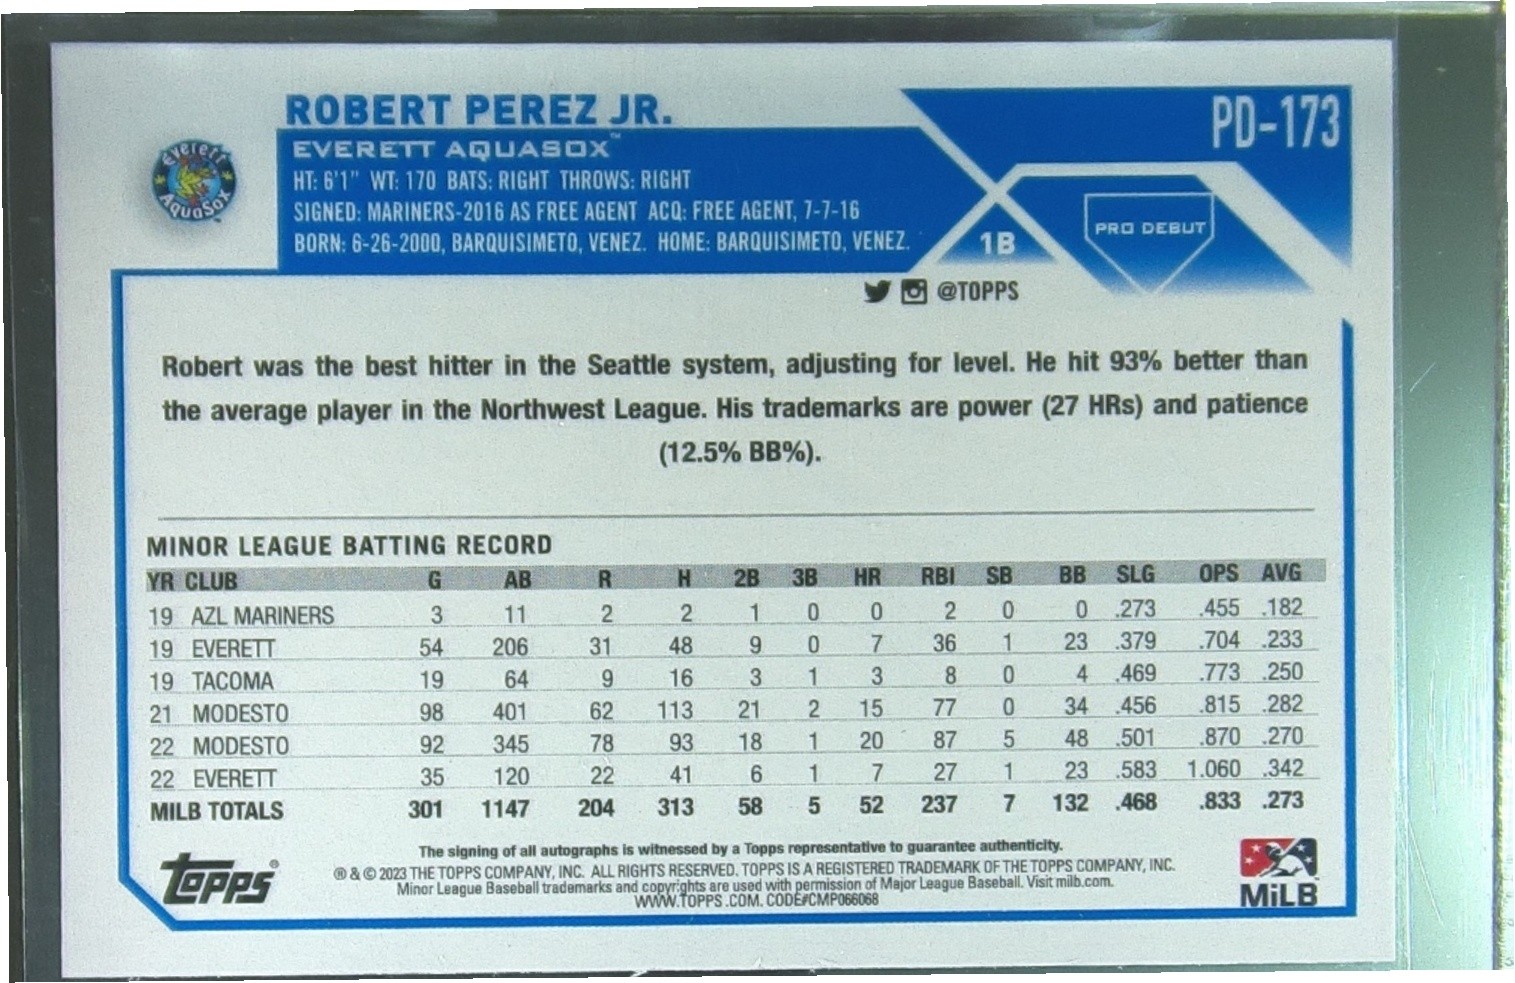 ROBERT PEREZ JR.
PD-173
EVERETT AQUASOX™
Everett AquaSox
HT: 6'1" WT: 170 BATS: RIGHT THROWS: RIGHT
SIGNED: MARINERS-2016 AS FREE AGENT ACQ: FREE AGENT, 7-7-16
BORN: 6-26-2000, BARQUISIMETO, VENEZ. HOME: BARQUISIMETO, VENEZ.
1B
PRO DEBUT
@TOPPS
Robert was the best hitter in the Seattle system, adjusting for level. He hit 93% better than
the average player in the Northwest League. His trademarks are power (27 HRs) and patience
(12.5% BB%).
MINOR LEAGUE BATTING RECORD
YR CLUB G AB R H 2B 3B HR RBI SB BB SLG OPS AVG
19 AZL MARINERS 3 11 2 2 1 0 0 2 0 0 .273 .455 .182
19 EVERETT 54 206 31 48 9 0 7 36 1 23 .379 .704 .233
19 TACOMA 19 64 9 16 3 1 3 8 0 4 .469 .773 .250
21 MODESTO 98 401 62 113 21 2 15 77 0 34 .456 .815 .282
22 MODESTO 92 345 78 93 18 1 20 87 5 48 .501 .870 .270
22 EVERETT 35 120 22 41 6 1 7 27 1 23 .583 1.060 .342
MILB TOTALS 301 1147 204 313 58 5 52 237 7 132 .468 .833 .273
The signing of all autographs is witnessed by a Topps representative to guarantee authenticity.
® & © 2023 THE TOPPS COMPANY, INC. ALL RIGHTS RESERVED. TOPPS IS A REGISTERED TRADEMARK OF THE TOPPS COMPANY, INC.
Minor League Baseball trademarks and copyrights are used with permission of Major League Baseball. Visit milb.com.
WWW.TOPPS.COM. CODE#CMP066068
Topps®
MiLB